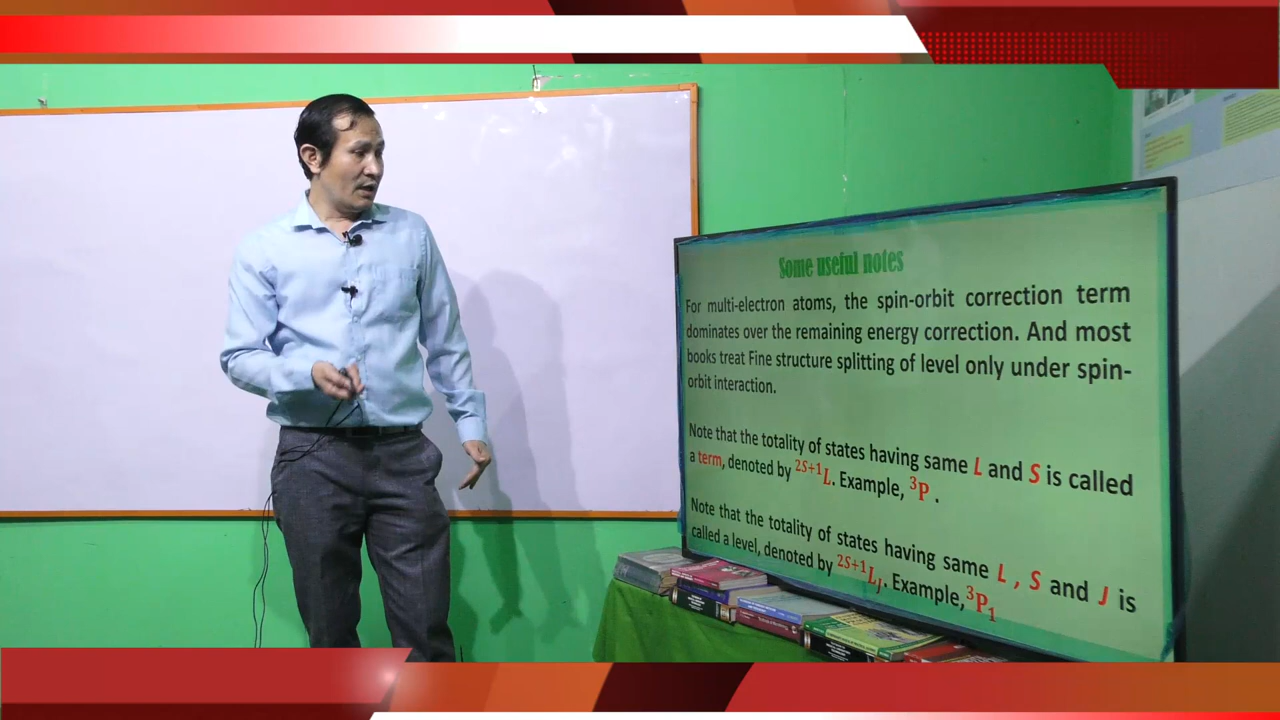 Some useful notes
For multi-electron atoms, the spin-orbit correction term
dominates over the remaining energy correction. And most
books treat Fine structure splitting of level only under spin-
orbit interaction.
Note that the totality of states having same L and S is called
a term, denoted by ²ˢ⁺¹L. Example, ³P .
Note that the totality of states having same L , S and J is
called a level, denoted by ²ˢ⁺¹L_J. Example,³P₁